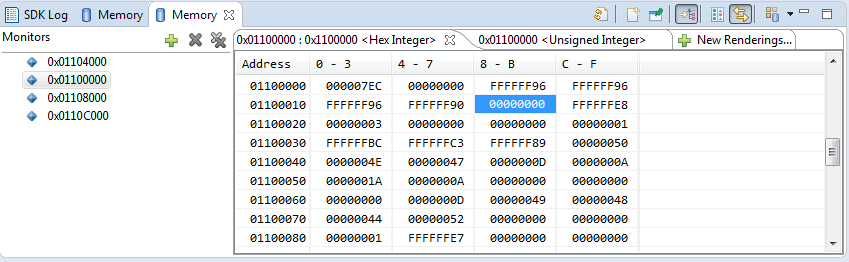 SDK Log Memory Memory
Monitors
0x01104000
0x01100000
0x01108000
0x0110C000
0x01100000 : 0x1100000 <Hex Integer> 0x01100000 <Unsigned Integer> New Renderings...
Address 0 - 3 4 - 7 8 - B C - F
01100000 000007EC 00000000 FFFFFF96 FFFFFF96
01100010 FFFFFF96 FFFFFF90 00000000 FFFFFFE8
01100020 00000003 00000000 00000000 00000001
01100030 FFFFFFBC FFFFFFC3 FFFFFF89 00000050
01100040 0000004E 00000047 0000000D 0000000A
01100050 0000001A 0000000A 00000000 00000000
01100060 00000000 0000000D 00000049 00000048
01100070 00000044 00000052 00000000 00000000
01100080 00000001 FFFFFFE7 00000000 00000000